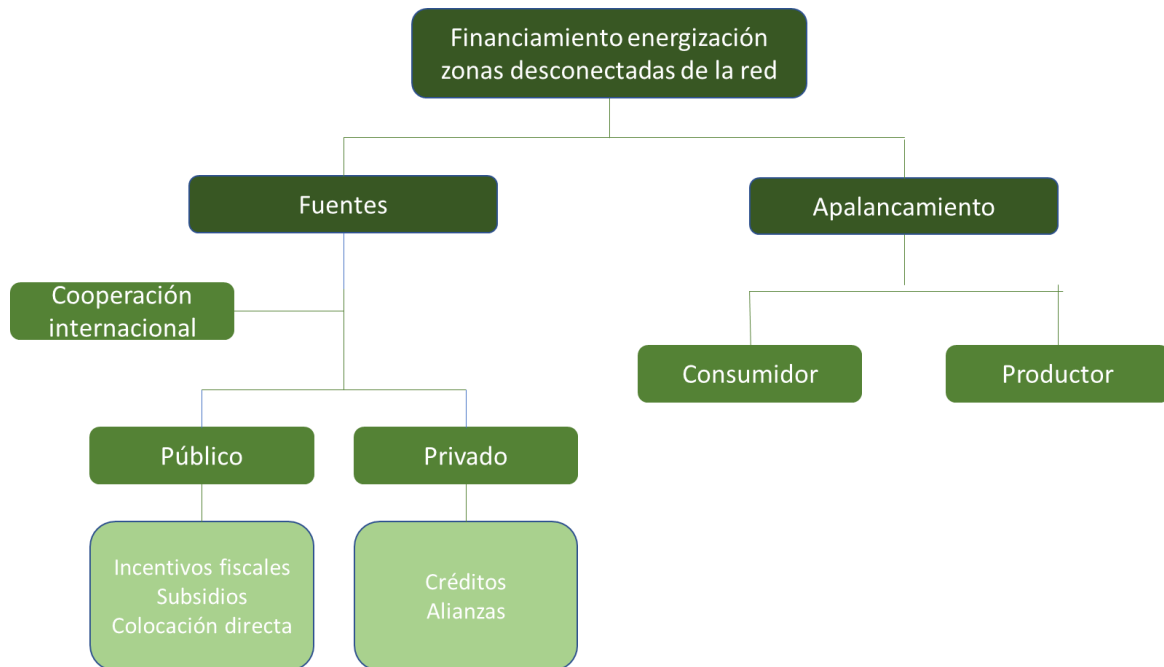 Financiamiento energización
zonas desconectadas de la red
Fuentes
Apalancamiento
Cooperación
internacional
Consumidor
Productor
Público
Privado
Incentivos fiscales
Subsidios
Colocación directa
Créditos
Alianzas